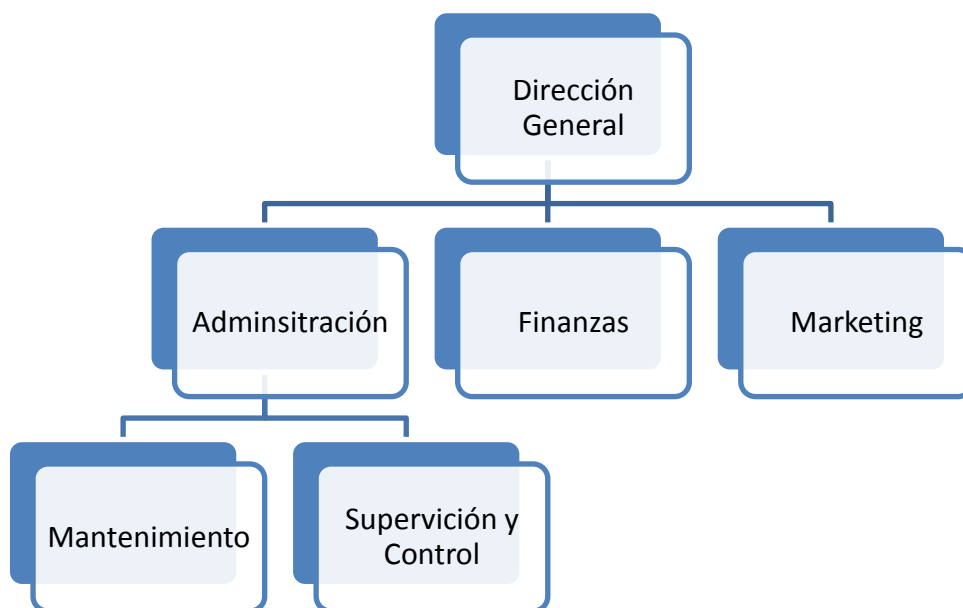 Dirección
General
Adminsitración
Finanzas
Marketing
Mantenimiento
Supervición y
Control